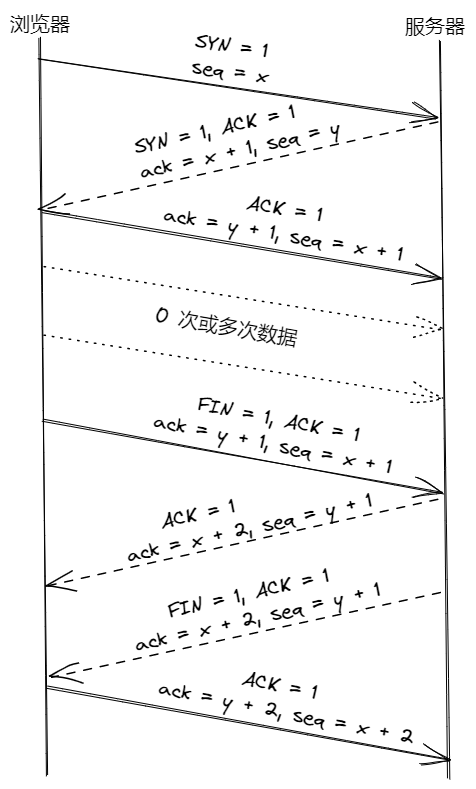 浏览器
服务器
SYN = 1
seq = x
SYN = 1, ACK = 1
ack = x + 1, seq = y
ACK = 1
ack = y + 1, seq = x + 1
0 次或多次数据
FIN = 1, ACK = 1
ack = y + 1, seq = x + 1
ACK = 1
ack = x + 2, seq = y + 1
FIN = 1, ACK = 1
ack = x + 2, seq = y + 1
ACK = 1
ack = y + 2, seq = x + 2